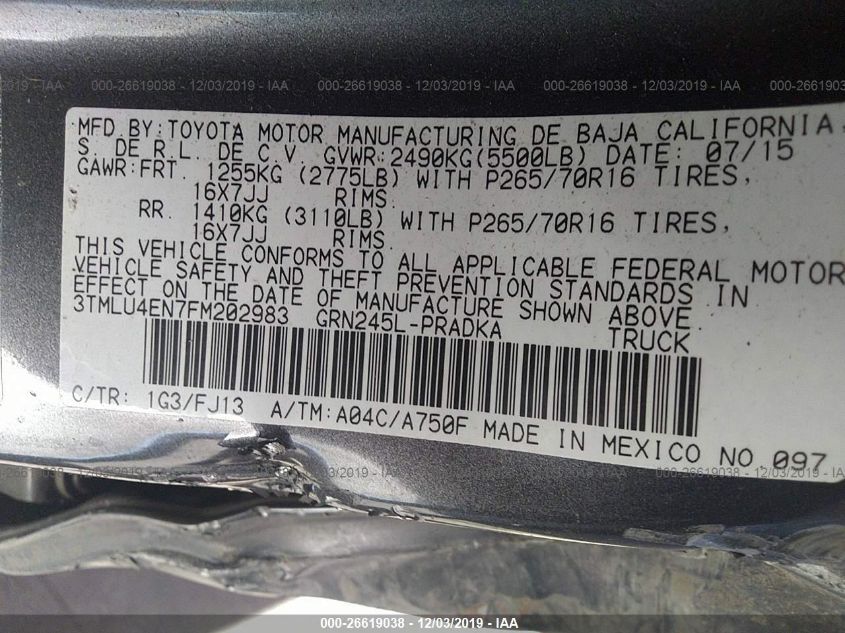 000-26619038 - 12/03/2019 - IAA 000-26619038 - 12/03/2019 - IAA 000-26619038 - 12/03/2019 - IAA
MFD BY:TOYOTA MOTOR MANUFACTURING DE BAJA CALIFORNIA,
S. DE R.L. DE C.V. GVWR:2490KG(5500LB) DATE: 07/15
GAWR:FRT. 1255KG (2775LB) WITH P265/70R16 TIRES,
16X7JJ RIMS
RR. 1410KG (3110LB) WITH P265/70R16 TIRES,
16X7JJ RIMS
THIS VEHICLE CONFORMS TO ALL APPLICABLE FEDERAL MOTOR
VEHICLE SAFETY AND THEFT PREVENTION STANDARDS IN
EFFECT ON THE DATE OF MANUFACTURE SHOWN ABOVE.
3TMLU4EN7FM202983 GRN245L-PRADKA TRUCK
C/TR: 1G3/FJ13 A/TM:A04C/A750F MADE IN MEXICO NO 097
000-26619038 - 12/03/2019 - IAA